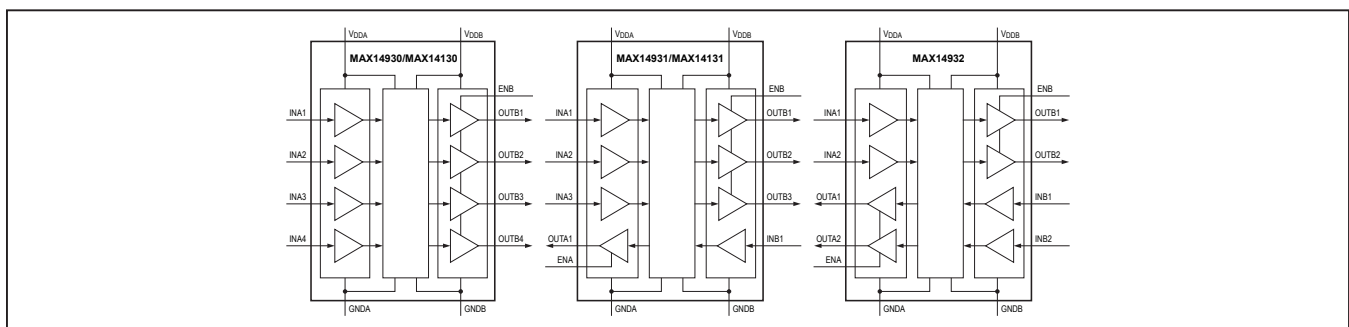 VDDA VDDB
MAX14930/MAX14130
ENB
INA1 OUTB1
INA2 OUTB2
INA3 OUTB3
INA4 OUTB4
GNDA GNDB
VDDA VDDB
MAX14931/MAX14131
ENB
INA1 OUTB1
INA2 OUTB2
INA3 OUTB3
OUTA1 INB1
ENA
GNDA GNDB
VDDA VDDB
MAX14932
ENB
INA1 OUTB1
INA2 OUTB2
OUTA1 INB1
OUTA2 INB2
ENA
GNDA GNDB